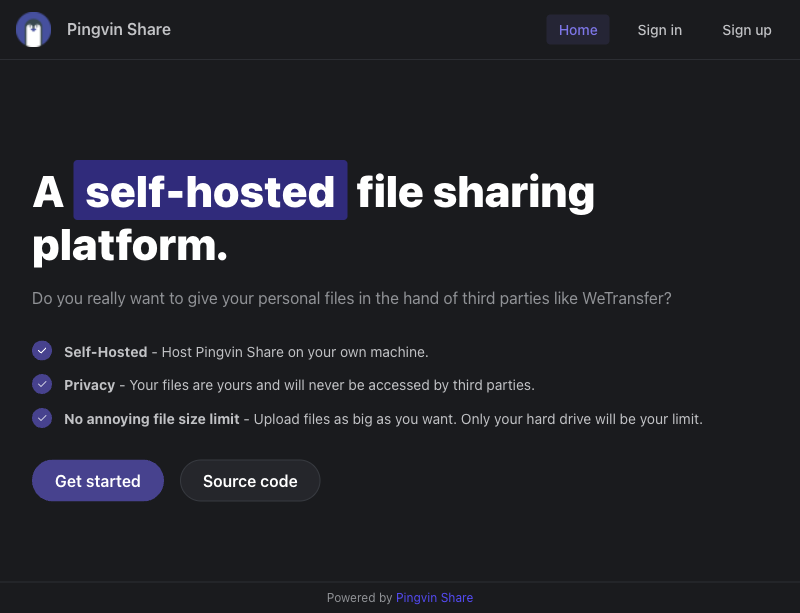 Pingvin Share
Home
Sign in
Sign up
A self-hosted file sharing
platform.
Do you really want to give your personal files in the hand of third parties like WeTransfer?
Self-Hosted - Host Pingvin Share on your own machine.
Privacy - Your files are yours and will never be accessed by third parties.
No annoying file size limit - Upload files as big as you want. Only your hard drive will be your limit.
Get started
Source code
Powered by Pingvin Share